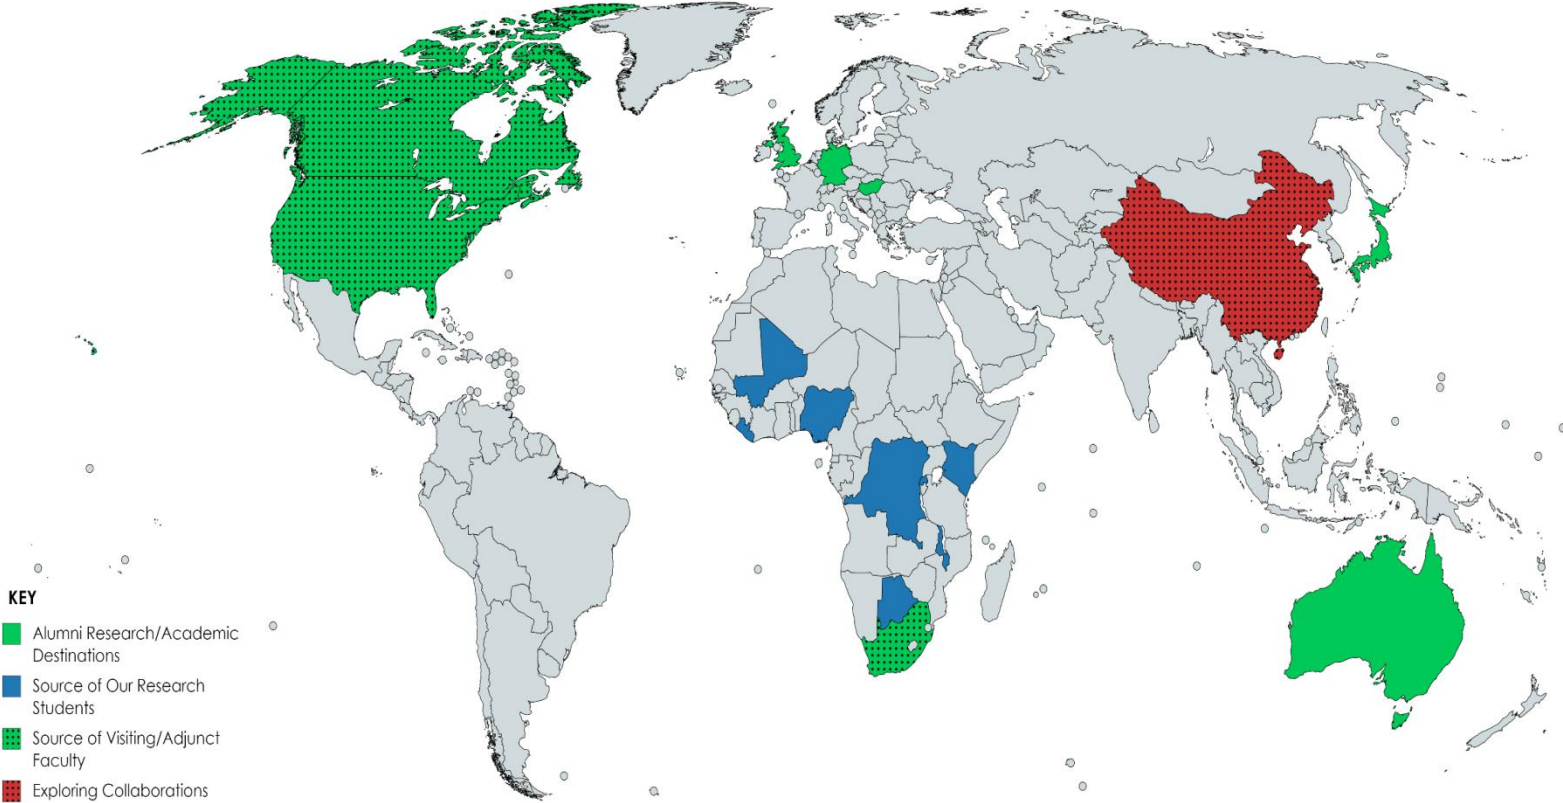 KEY
Alumni Research/Academic
Destinations
Source of Our Research
Students
Source of Visiting/Adjunct
Faculty
Exploring Collaborations